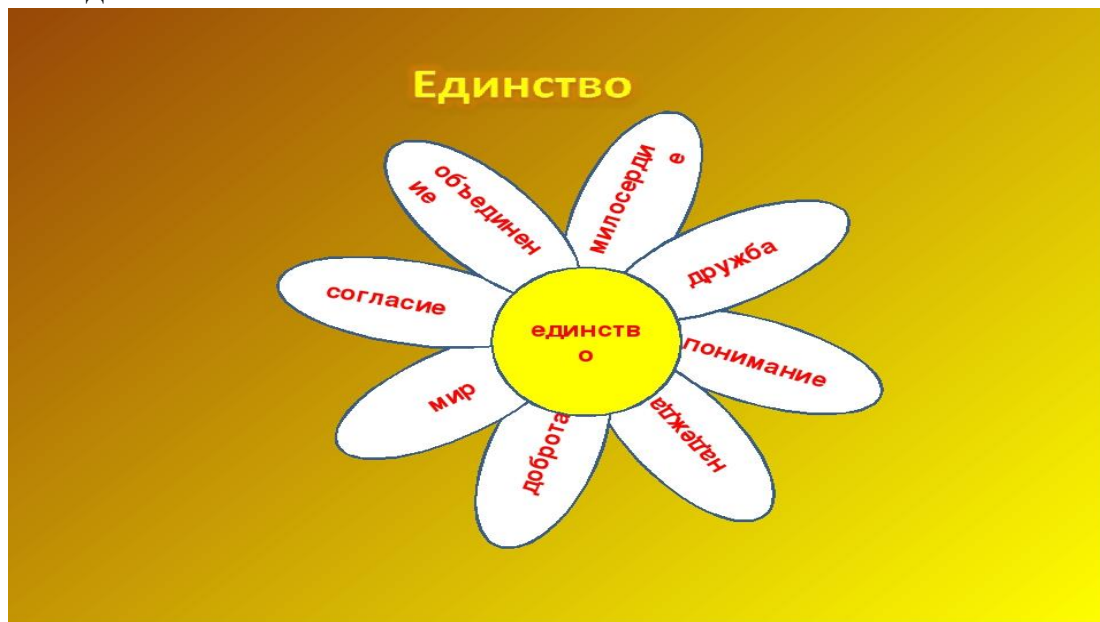 Единство
объединен
ие
милосерди
е
дружба
понимание
надежда
доброта
мир
согласие
единств
о